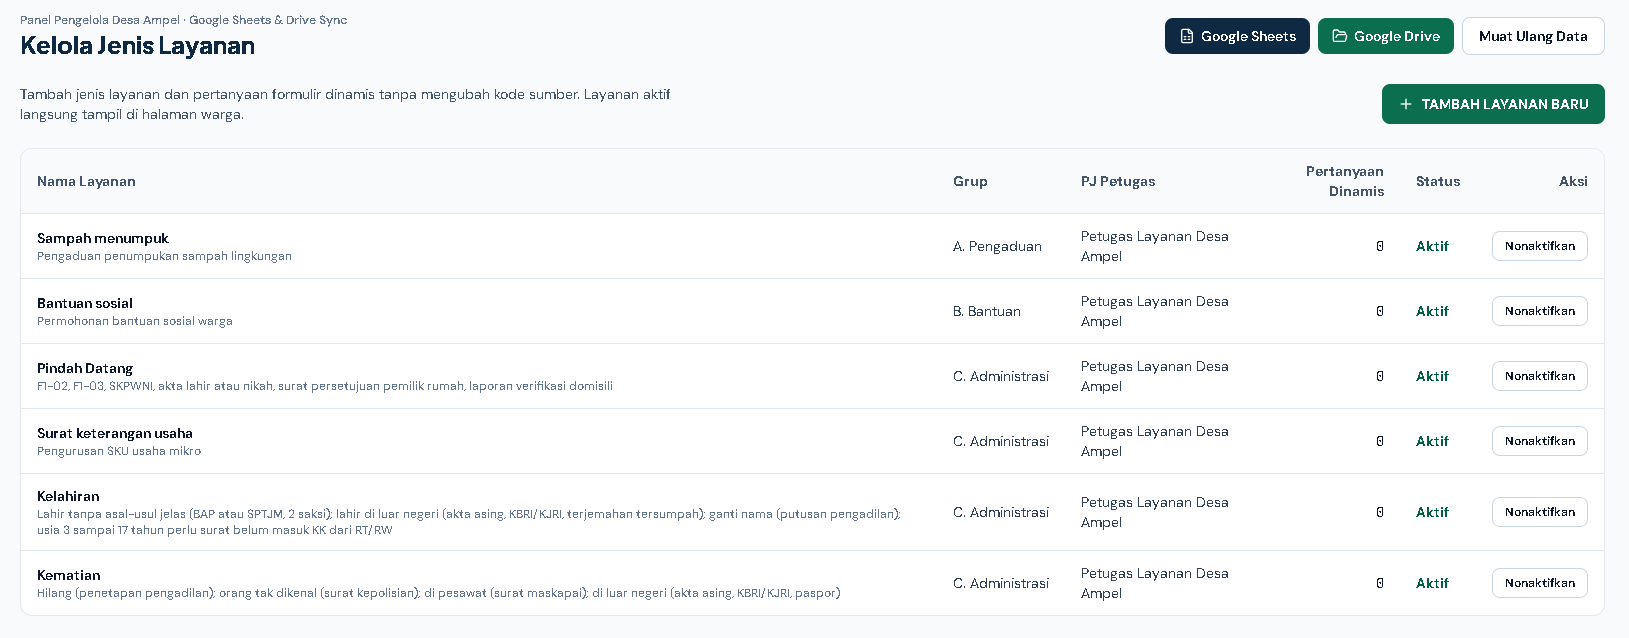 Panel Pengelola Desa Ampel · Google Sheets & Drive Sync
Kelola Jenis Layanan
Google Sheets
Google Drive
Muat Ulang Data
Tambah jenis layanan dan pertanyaan formulir dinamis tanpa mengubah kode sumber. Layanan aktif
langsung tampil di halaman warga.
+ TAMBAH LAYANAN BARU
Nama Layanan
Grup
PJ Petugas
Pertanyaan
Dinamis
Status
Aksi
Sampah menumpuk
Pengaduan penumpukan sampah lingkungan
A. Pengaduan
Petugas Layanan Desa
Ampel
0
Aktif
Nonaktifkan
Bantuan sosial
Permohonan bantuan sosial warga
B. Bantuan
Petugas Layanan Desa
Ampel
0
Aktif
Nonaktifkan
Pindah Datang
F1-02, F1-03, SKPWNI, akta lahir atau nikah, surat persetujuan pemilik rumah, laporan verifikasi domisili
C. Administrasi
Petugas Layanan Desa
Ampel
0
Aktif
Nonaktifkan
Surat keterangan usaha
Pengurusan SKU usaha mikro
C. Administrasi
Petugas Layanan Desa
Ampel
0
Aktif
Nonaktifkan
Kelahiran
Lahir tanpa asal-usul jelas (BAP atau SPTJM, 2 saksi); lahir di luar negeri (akta asing, KBRI/KJRI, terjemahan tersumpah); ganti nama (putusan pengadilan);
usia 3 sampai 17 tahun perlu surat belum masuk KK dari RT/RW
C. Administrasi
Petugas Layanan Desa
Ampel
0
Aktif
Nonaktifkan
Kematian
Hilang (penetapan pengadilan); orang tak dikenal (surat kepolisian); di pesawat (surat maskapai); di luar negeri (akta asing, KBRI/KJRI, paspor)
C. Administrasi
Petugas Layanan Desa
Ampel
0
Aktif
Nonaktifkan